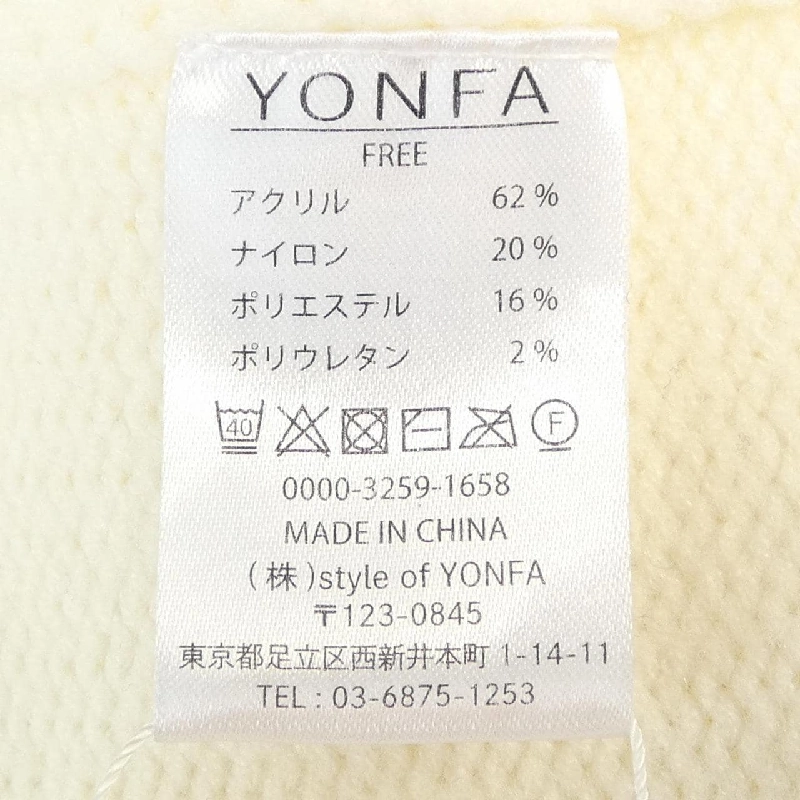 YONFA
FREE
アクリル 62 %
ナイロン 20 %
ポリエステル 16 %
ポリウレタン 2 %
40 F
0000-3259-1658
MADE IN CHINA
(株)style of YONFA
〒123-0845
東京都足立区西新井本町 1-14-11
TEL : 03-6875-1253